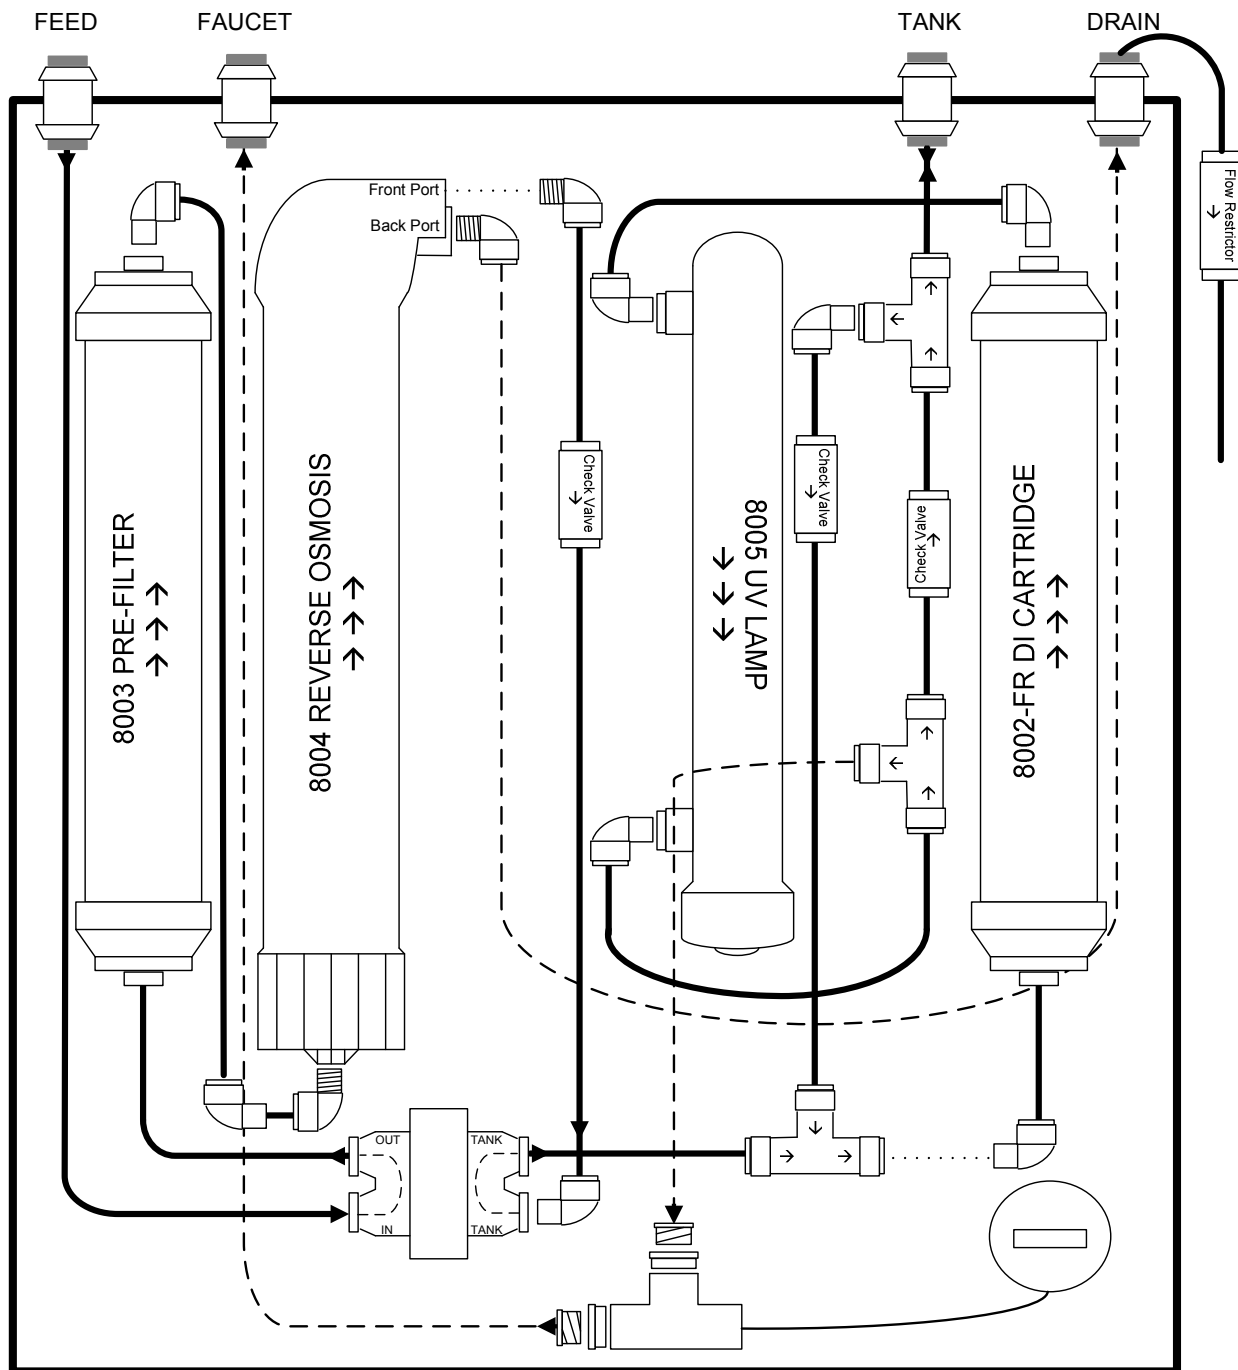 FEED
FAUCET
TANK
DRAIN
Front Port
Back Port
Flow Restrictor
8003 PRE-FILTER
8004 REVERSE OSMOSIS
Check Valve
8005 UV LAMP
Check Valve
Check Valve
8002-FR DI CARTRIDGE
OUT
TANK
IN
TANK